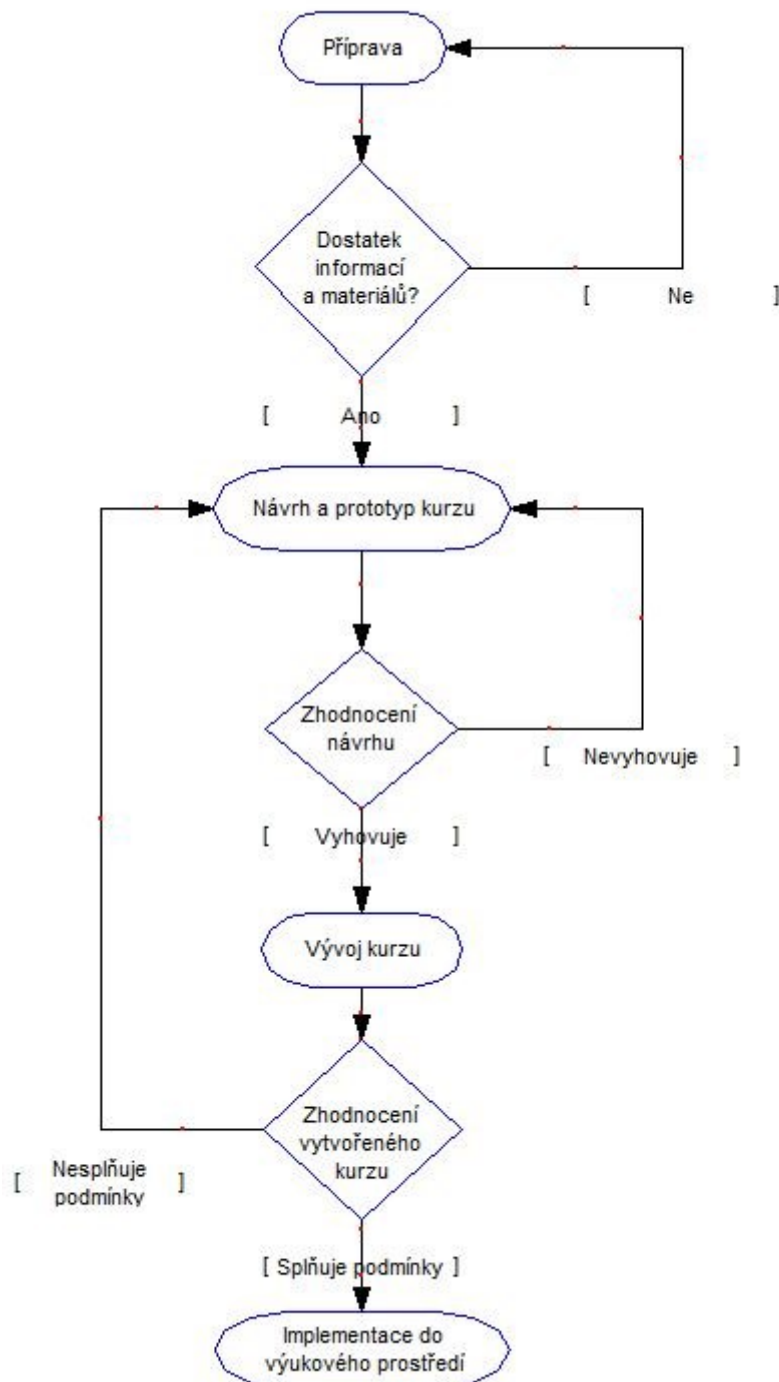 Příprava
Dostatek
informací
a materiálů?
[ Ne ]
[ Ano ]
Návrh a prototyp kurzu
Zhodnocení
návrhu
[ Nevyhovuje ]
[ Vyhovuje ]
Vývoj kurzu
Zhodnocení
vytvořeného
kurzu
[ Nesplňuje
podmínky ]
[ Splňuje podmínky ]
Implementace do
výukového prostředí